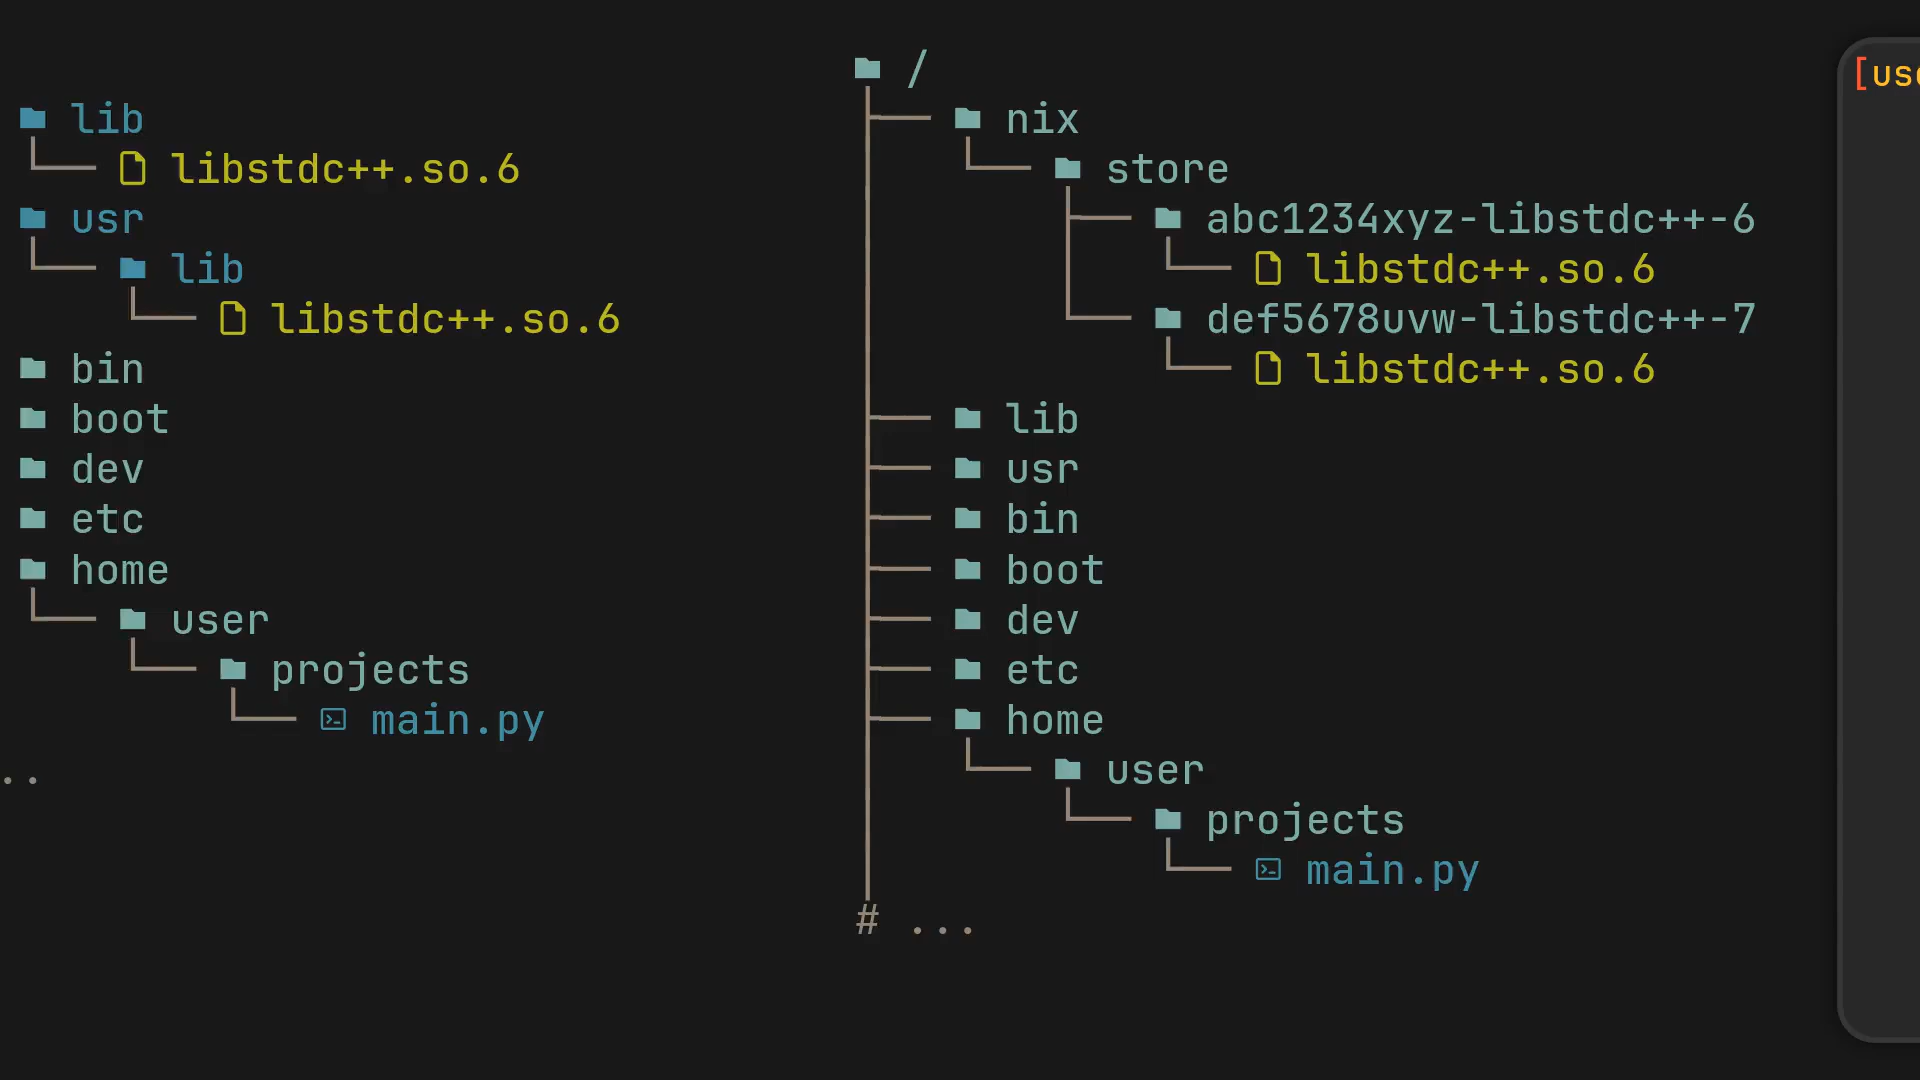 lib
libstdc++.so.6
usr
lib
libstdc++.so.6
bin
boot
dev
etc
home
user
projects
main.py
..
/
nix
store
abc1234xyz-libstdc++-6
libstdc++.so.6
def5678uvw-libstdc++-7
libstdc++.so.6
lib
usr
bin
boot
dev
etc
home
user
projects
main.py
# ...